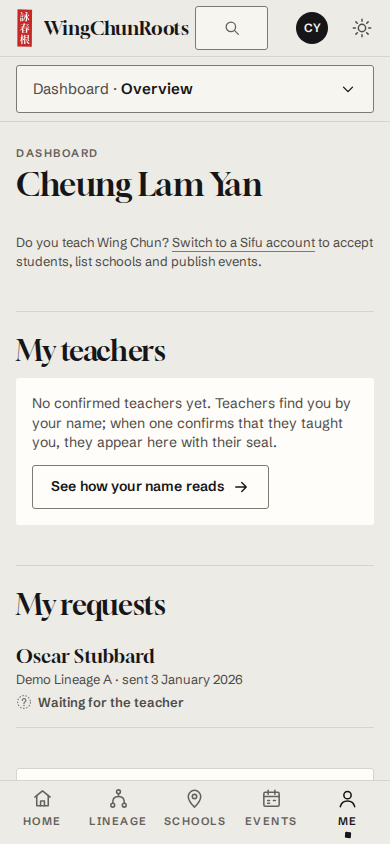 詠春根
WingChunRoots
CY
Dashboard · Overview
DASHBOARD
Cheung Lam Yan
Do you teach Wing Chun? Switch to a Sifu account to accept
students, list schools and publish events.
My teachers
No confirmed teachers yet. Teachers find you by
your name; when one confirms that they taught
you, they appear here with their seal.
See how your name reads →
My requests
Oscar Stubbard
Demo Lineage A · sent 3 January 2026
Waiting for the teacher
HOME LINEAGE SCHOOLS EVENTS ME